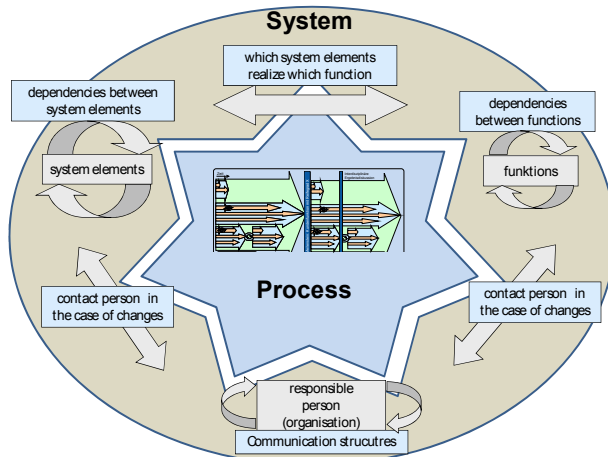 System
which system elements
realize which function
dependencies between
system elements
dependencies
between functions
system elements
funktions
Process
contact person in
the case of changes
contact person in
the case of changes
responsible
person
(organisation)
Communication strucutres